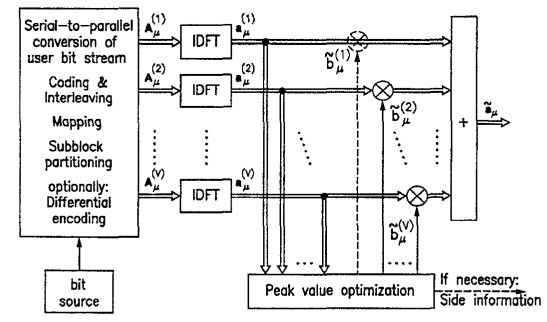 Serial-to-parallel
conversion of
user bit stream
Coding &
Interleaving
Mapping
Subblock
partitioning
optionally:
Differential
encoding
bit
source
A_μ^(1)
IDFT
a_μ^(1)
b̃_μ^(1)
A_μ^(2)
IDFT
a_μ^(2)
b̃_μ^(2)
A_μ^(V)
IDFT
a_μ^(V)
b̃_μ^(V)
+
ã_μ
Peak value optimization
If necessary:
Side information